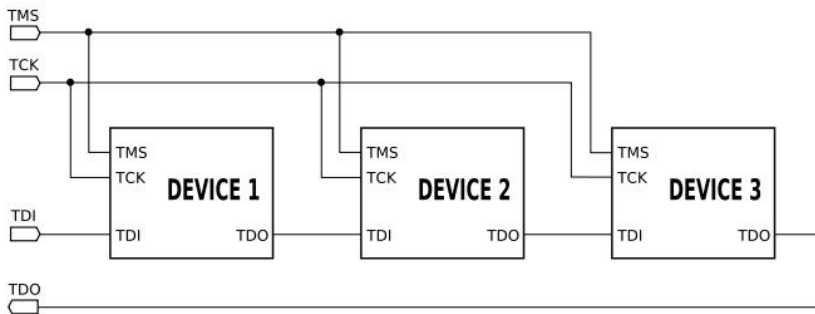 TMS
TCK
TMS
TCK
DEVICE 1
TDI
TDO
TMS
TCK
DEVICE 2
TDI
TDO
TMS
TCK
DEVICE 3
TDI
TDO
TDI
TDO